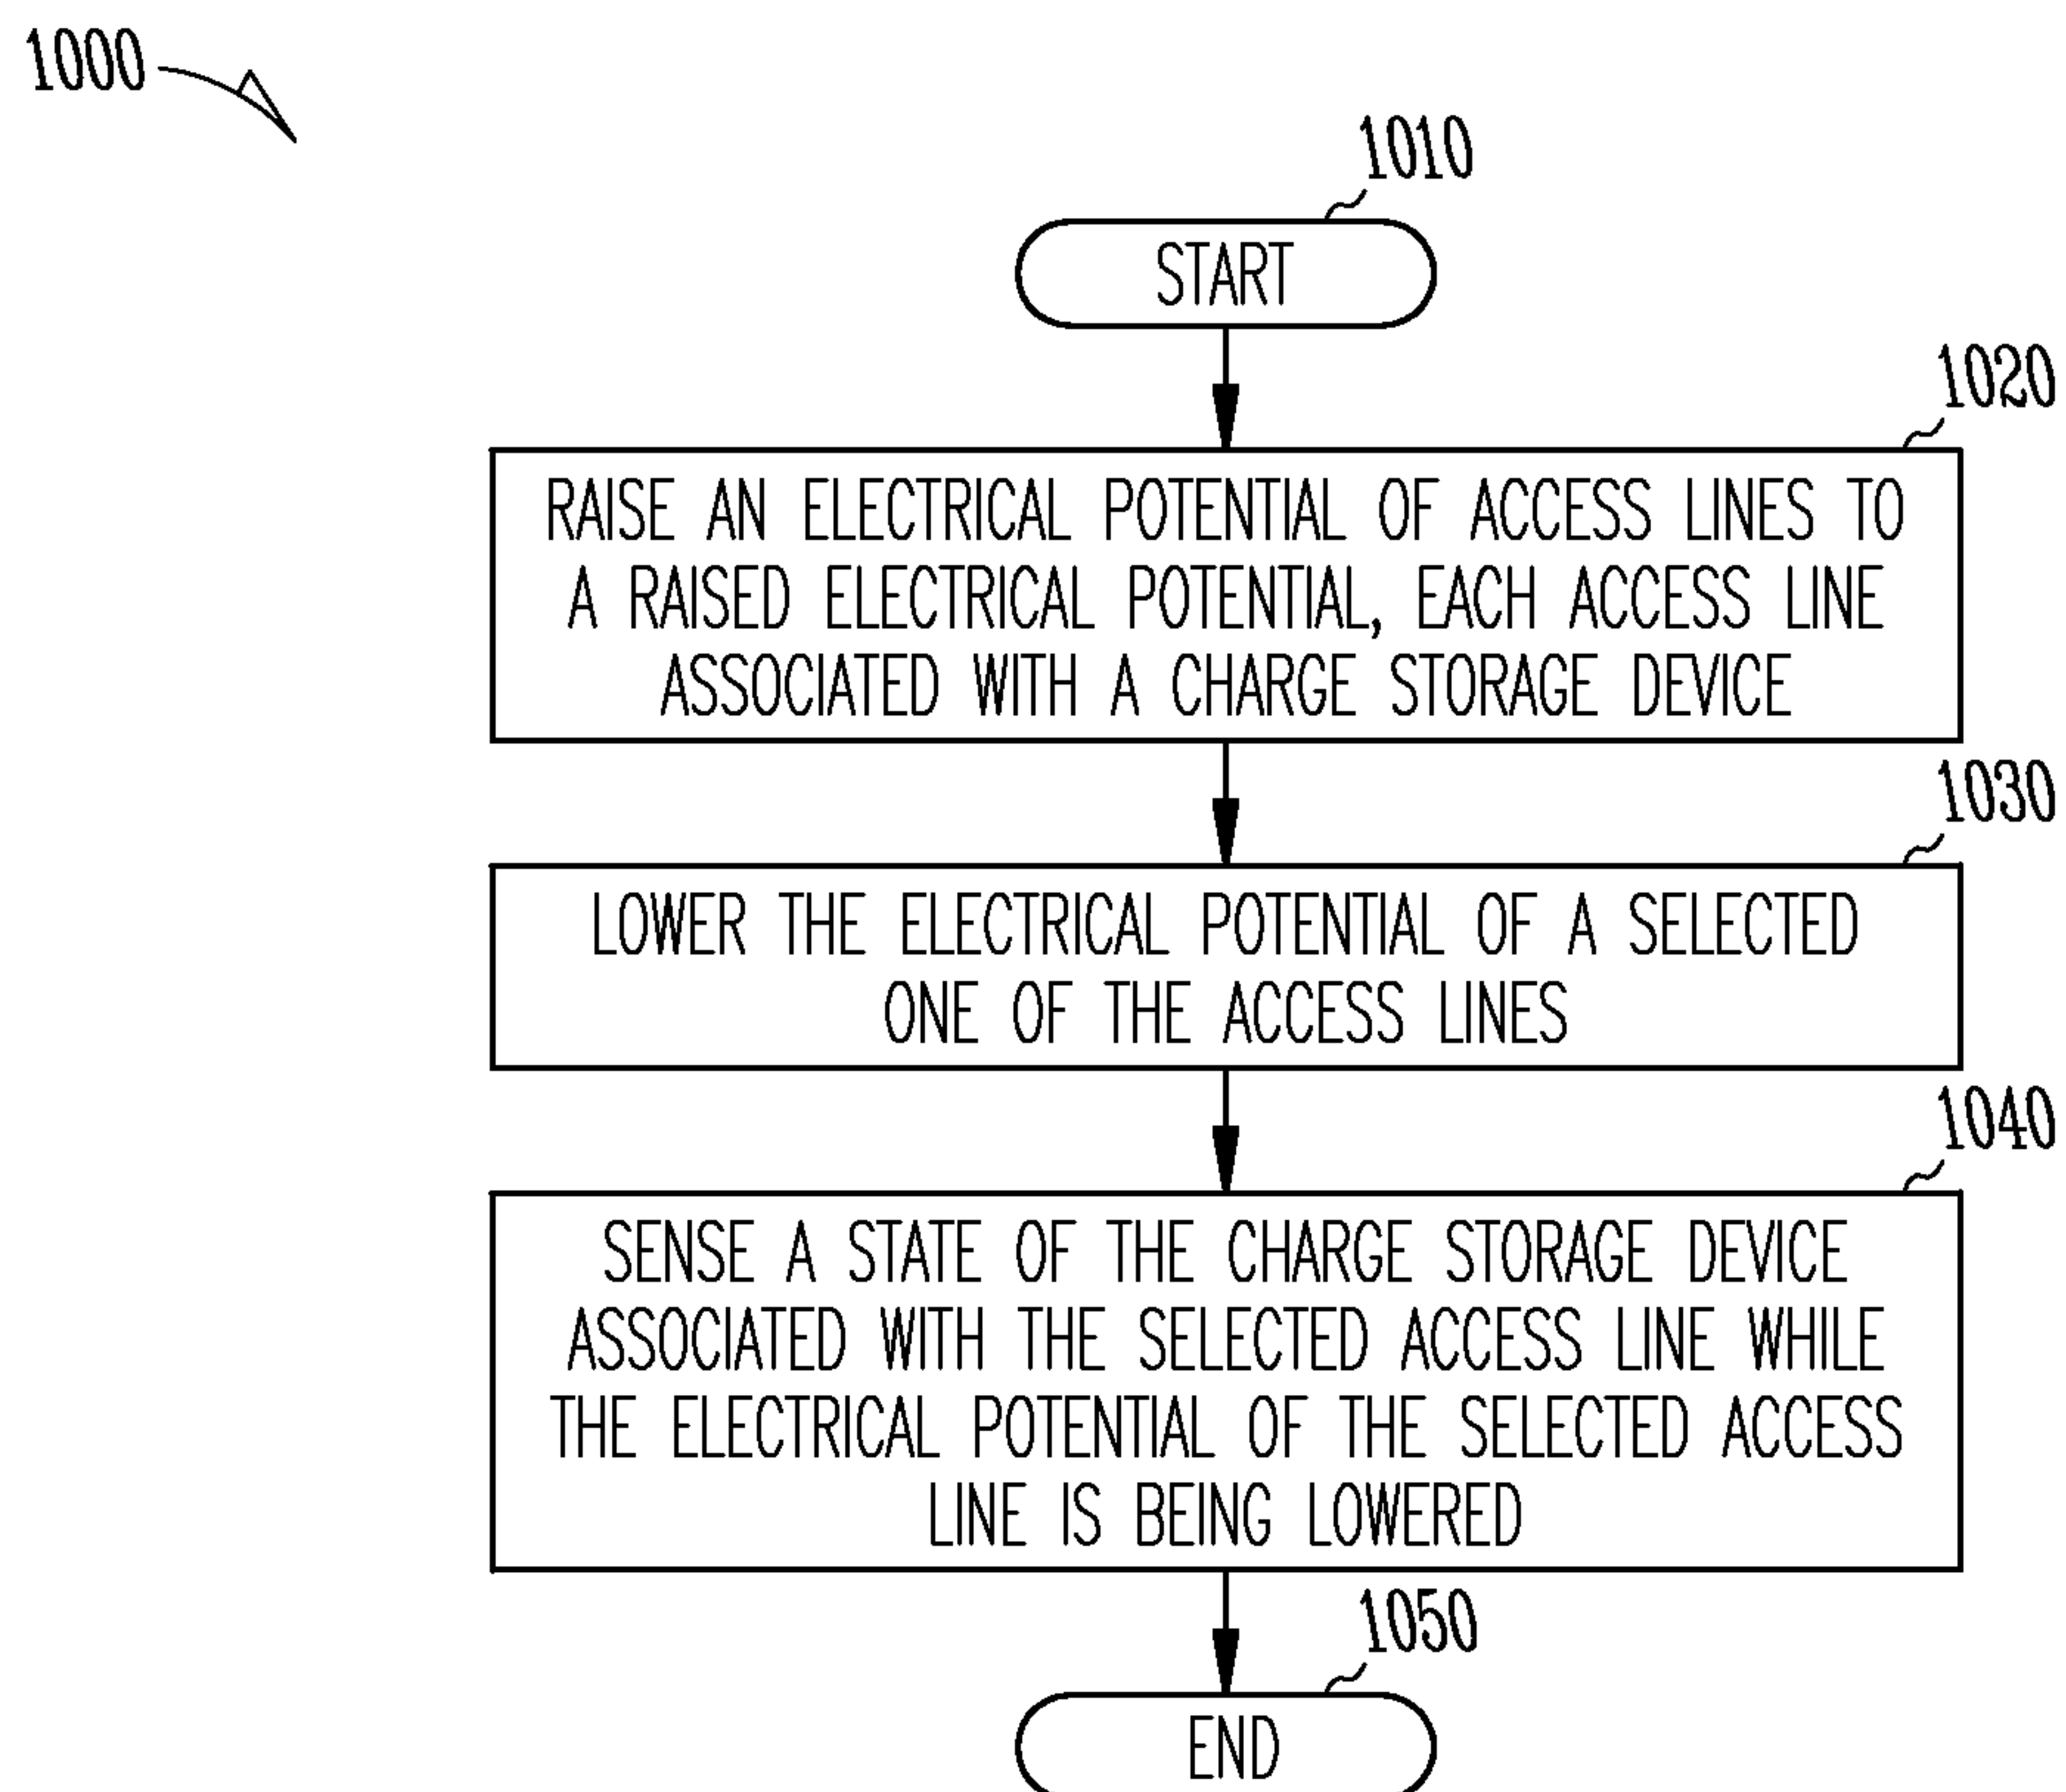 1000
1010
START
1020
RAISE AN ELECTRICAL POTENTIAL OF ACCESS LINES TO
A RAISED ELECTRICAL POTENTIAL, EACH ACCESS LINE
ASSOCIATED WITH A CHARGE STORAGE DEVICE
1030
LOWER THE ELECTRICAL POTENTIAL OF A SELECTED
ONE OF THE ACCESS LINES
1040
SENSE A STATE OF THE CHARGE STORAGE DEVICE
ASSOCIATED WITH THE SELECTED ACCESS LINE WHILE
THE ELECTRICAL POTENTIAL OF THE SELECTED ACCESS
LINE IS BEING LOWERED
1050
END